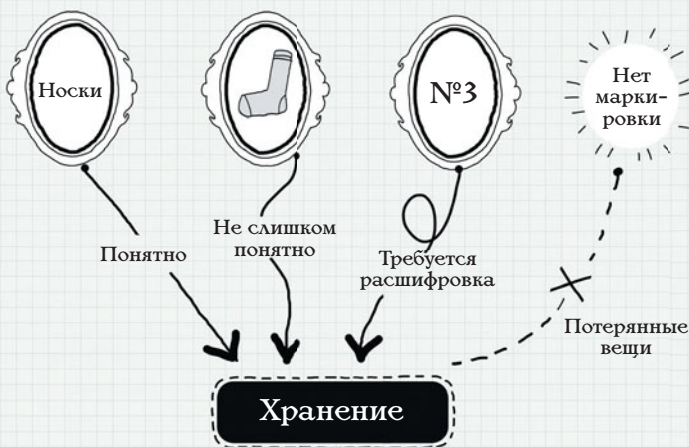 Носки
№3
Нет
марки-
ровки
Понятно
Не слишком
понятно
Требуется
расшифровка
Потерянные
вещи
Хранение